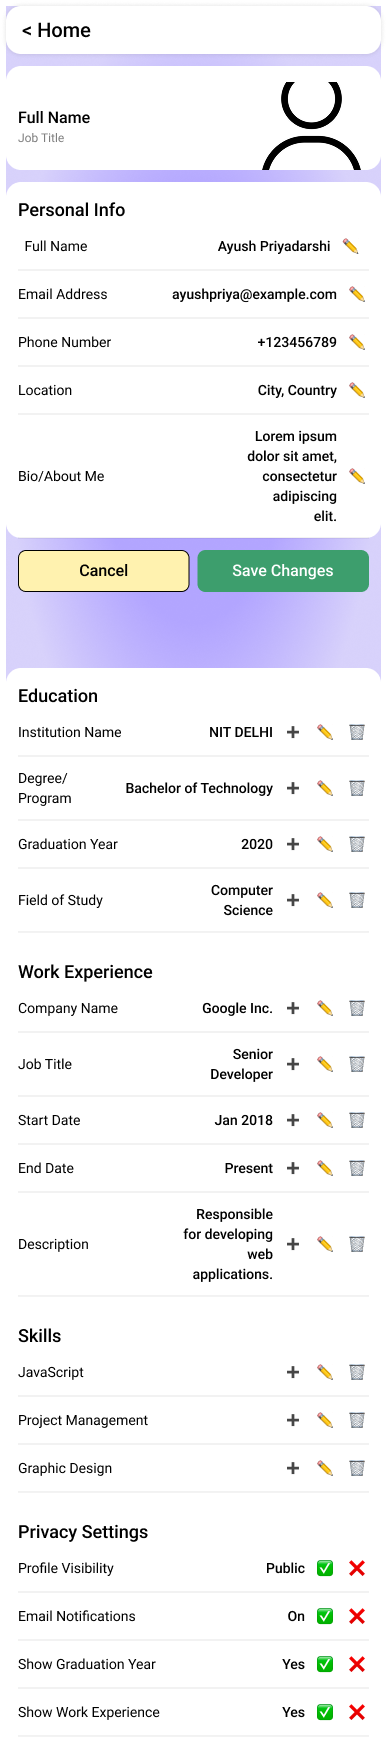 < Home
Full Name
Job Title
Personal Info
Full Name Ayush Priyadarshi
Email Address ayushpriya@example.com
Phone Number +123456789
Location City, Country
Bio/About Me Lorem ipsum
dolor sit amet,
consectetur
adipiscing
elit.
Cancel Save Changes
Education
Institution Name NIT DELHI
Degree/
Program Bachelor of Technology
Graduation Year 2020
Field of Study Computer
Science
Work Experience
Company Name Google Inc.
Job Title Senior
Developer
Start Date Jan 2018
End Date Present
Description Responsible
for developing
web
applications.
Skills
JavaScript
Project Management
Graphic Design
Privacy Settings
Profile Visibility Public
Email Notifications On
Show Graduation Year Yes
Show Work Experience Yes